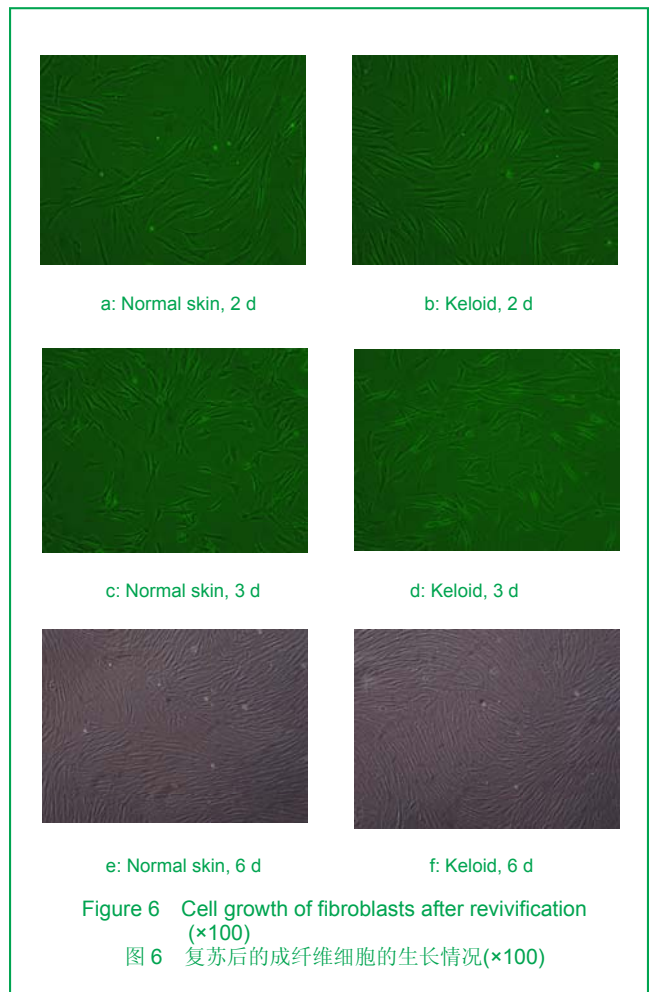 a: Normal skin, 2 d
b: Keloid, 2 d
c: Normal skin, 3 d
d: Keloid, 3 d
e: Normal skin, 6 d
f: Keloid, 6 d
Figure 6 Cell growth of fibroblasts after revivification
(×100)
图 6 复苏后的成纤维细胞的生长情况(×100)